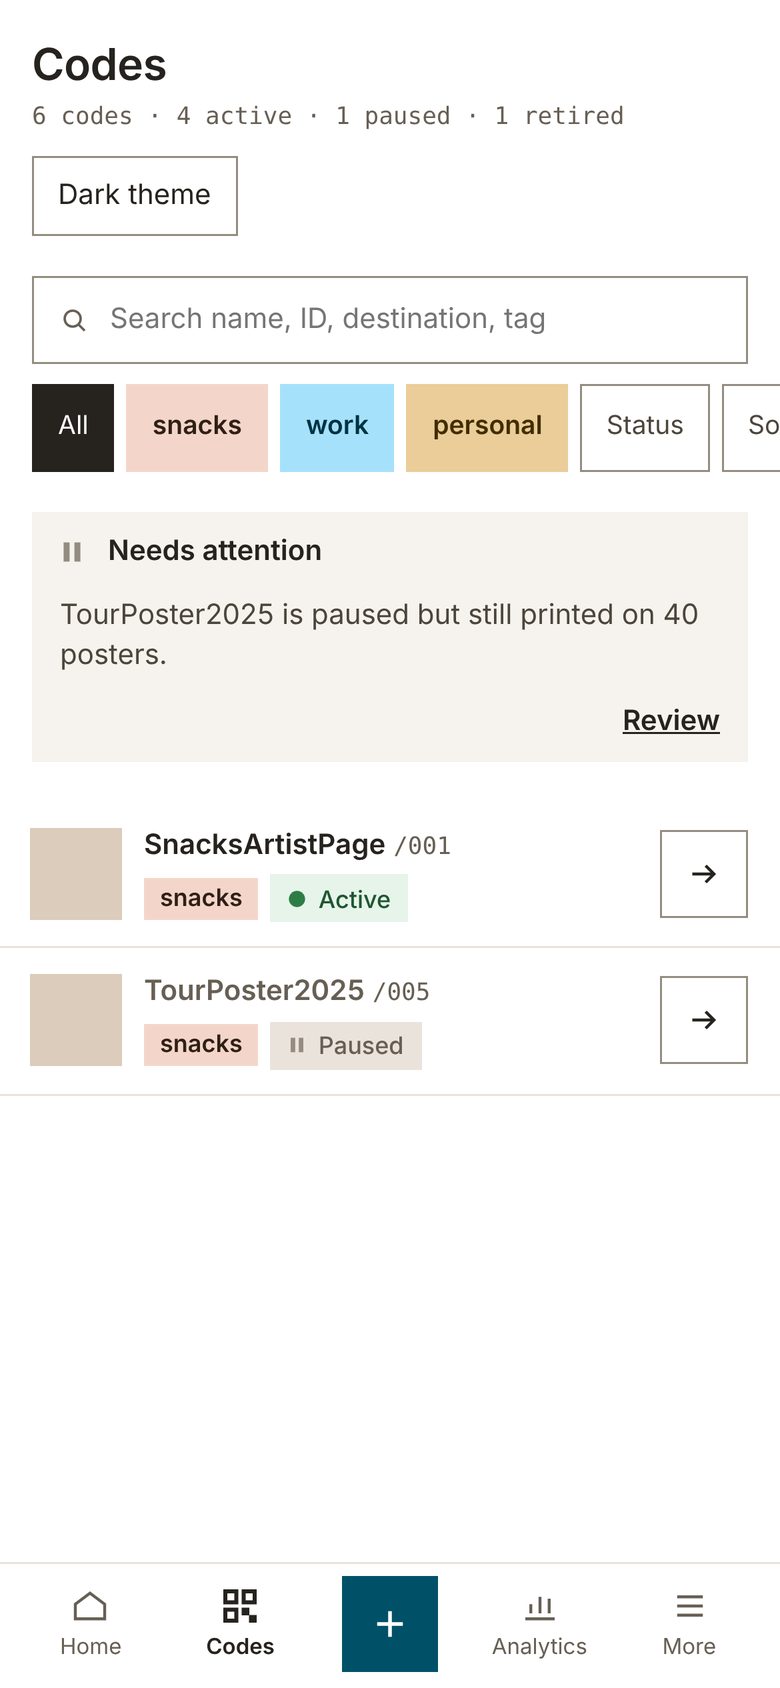 Codes
6 codes · 4 active · 1 paused · 1 retired
Dark theme
Search name, ID, destination, tag
All snacks work personal Status So
Needs attention
TourPoster2025 is paused but still printed on 40
posters.
Review
SnacksArtistPage /001
snacks Active
TourPoster2025 /005
snacks Paused
Home Codes Analytics More